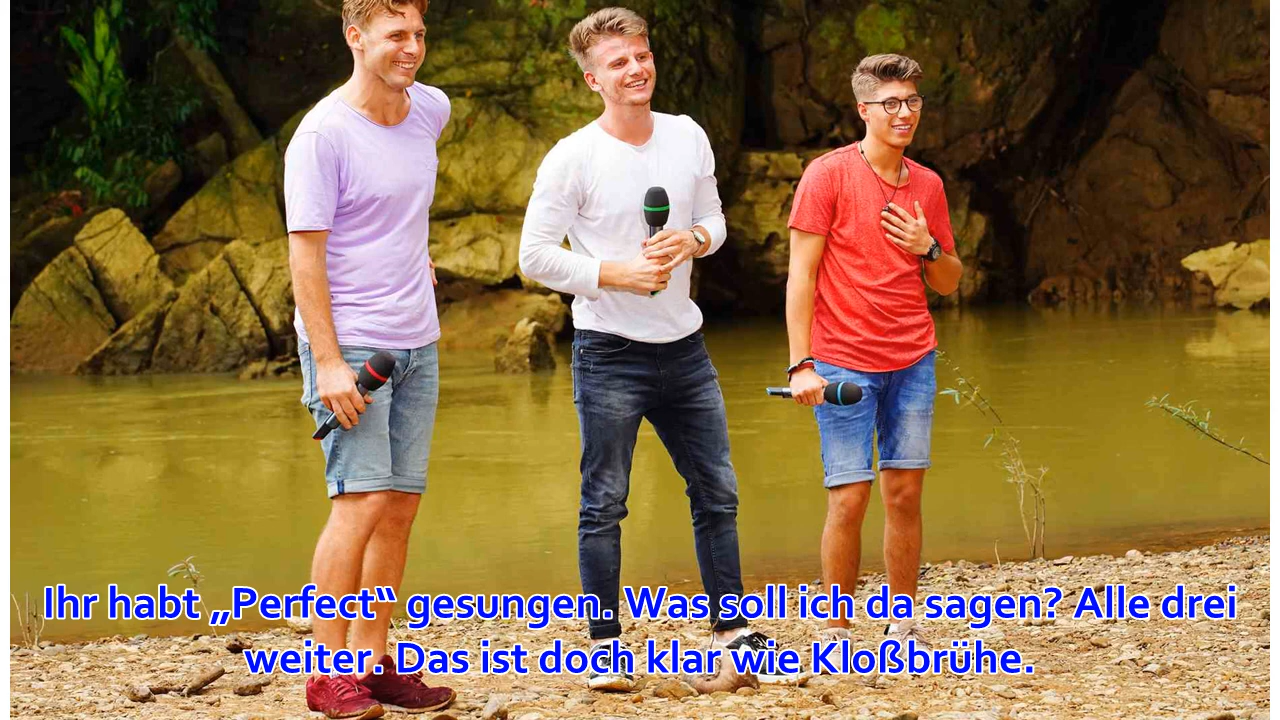 Ihr habt „Perfect“ gesungen. Was soll ich da sagen? Alle drei
weiter. Das ist doch klar wie Kloßbrühe.